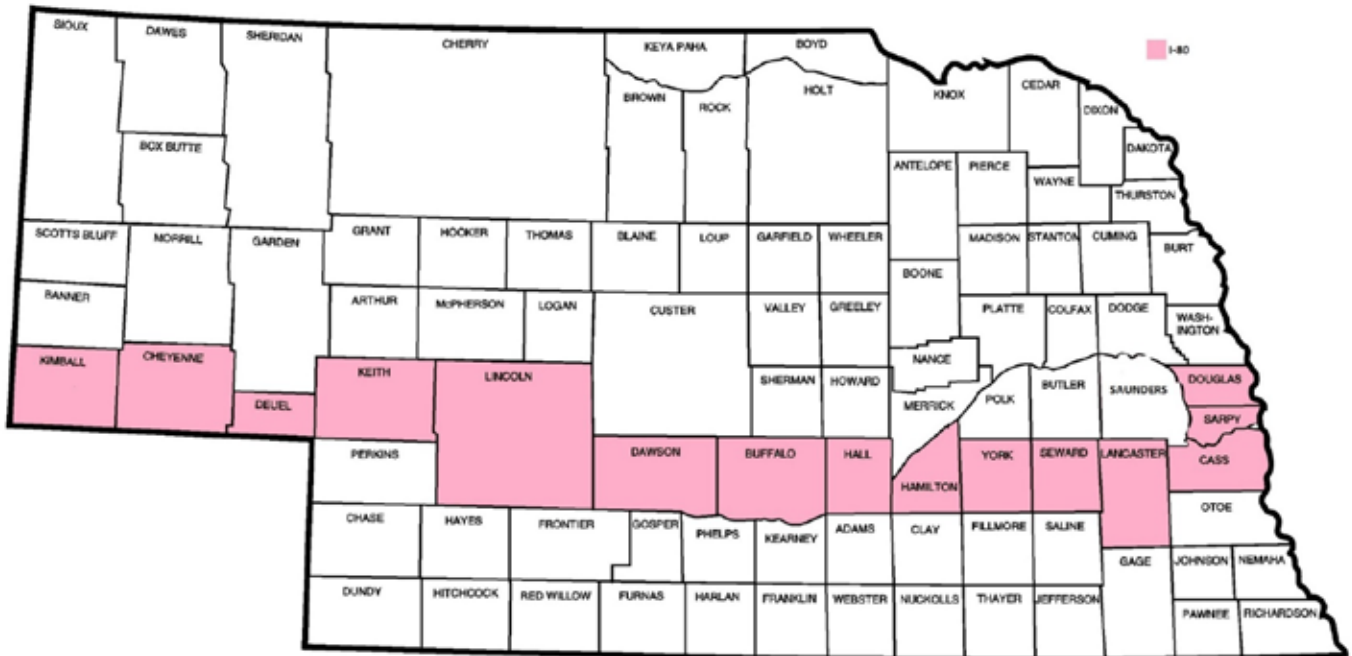 SIOUX
DAWES
SHERIDAN
CHERRY
KEYA PAHA
BOYD
I-80
BROWN
ROCK
HOLT
KNOX
CEDAR
DIXON
DAKOTA
BOX BUTTE
ANTELOPE
PIERCE
WAYNE
THURSTON
SCOTTS BLUFF
MORRILL
GARDEN
GRANT
HOOKER
THOMAS
BLAINE
LOUP
GARFIELD
WHEELER
MADISON
STANTON
CUMING
BURT
BOONE
BANNER
ARTHUR
McPHERSON
LOGAN
CUSTER
VALLEY
GREELEY
PLATTE
COLFAX
DODGE
WASH-
INGTON
KIMBALL
CHEYENNE
KEITH
LINCOLN
NANCE
SHERMAN
HOWARD
MERRICK
POLK
BUTLER
SAUNDERS
DOUGLAS
DEUEL
SARPY
PERKINS
DAWSON
BUFFALO
HALL
HAMILTON
YORK
SEWARD
LANCASTER
CASS
CHASE
HAYES
FRONTIER
GOSPER
PHELPS
KEARNEY
ADAMS
CLAY
FILLMORE
SALINE
OTOE
GAGE
JOHNSON
NEMAHA
DUNDY
HITCHCOCK
RED WILLOW
FURNAS
HARLAN
FRANKLIN
WEBSTER
NUCKOLLS
THAYER
JEFFERSON
PAWNEE
RICHARDSON